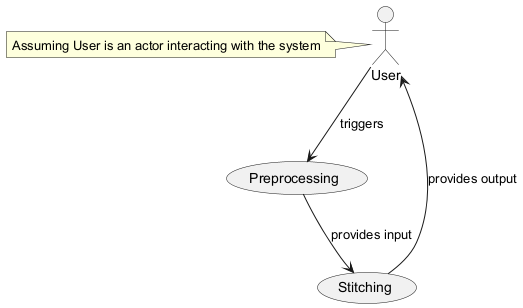 Assuming User is an actor interacting with the system
User
triggers
Preprocessing
provides output
provides input
Stitching